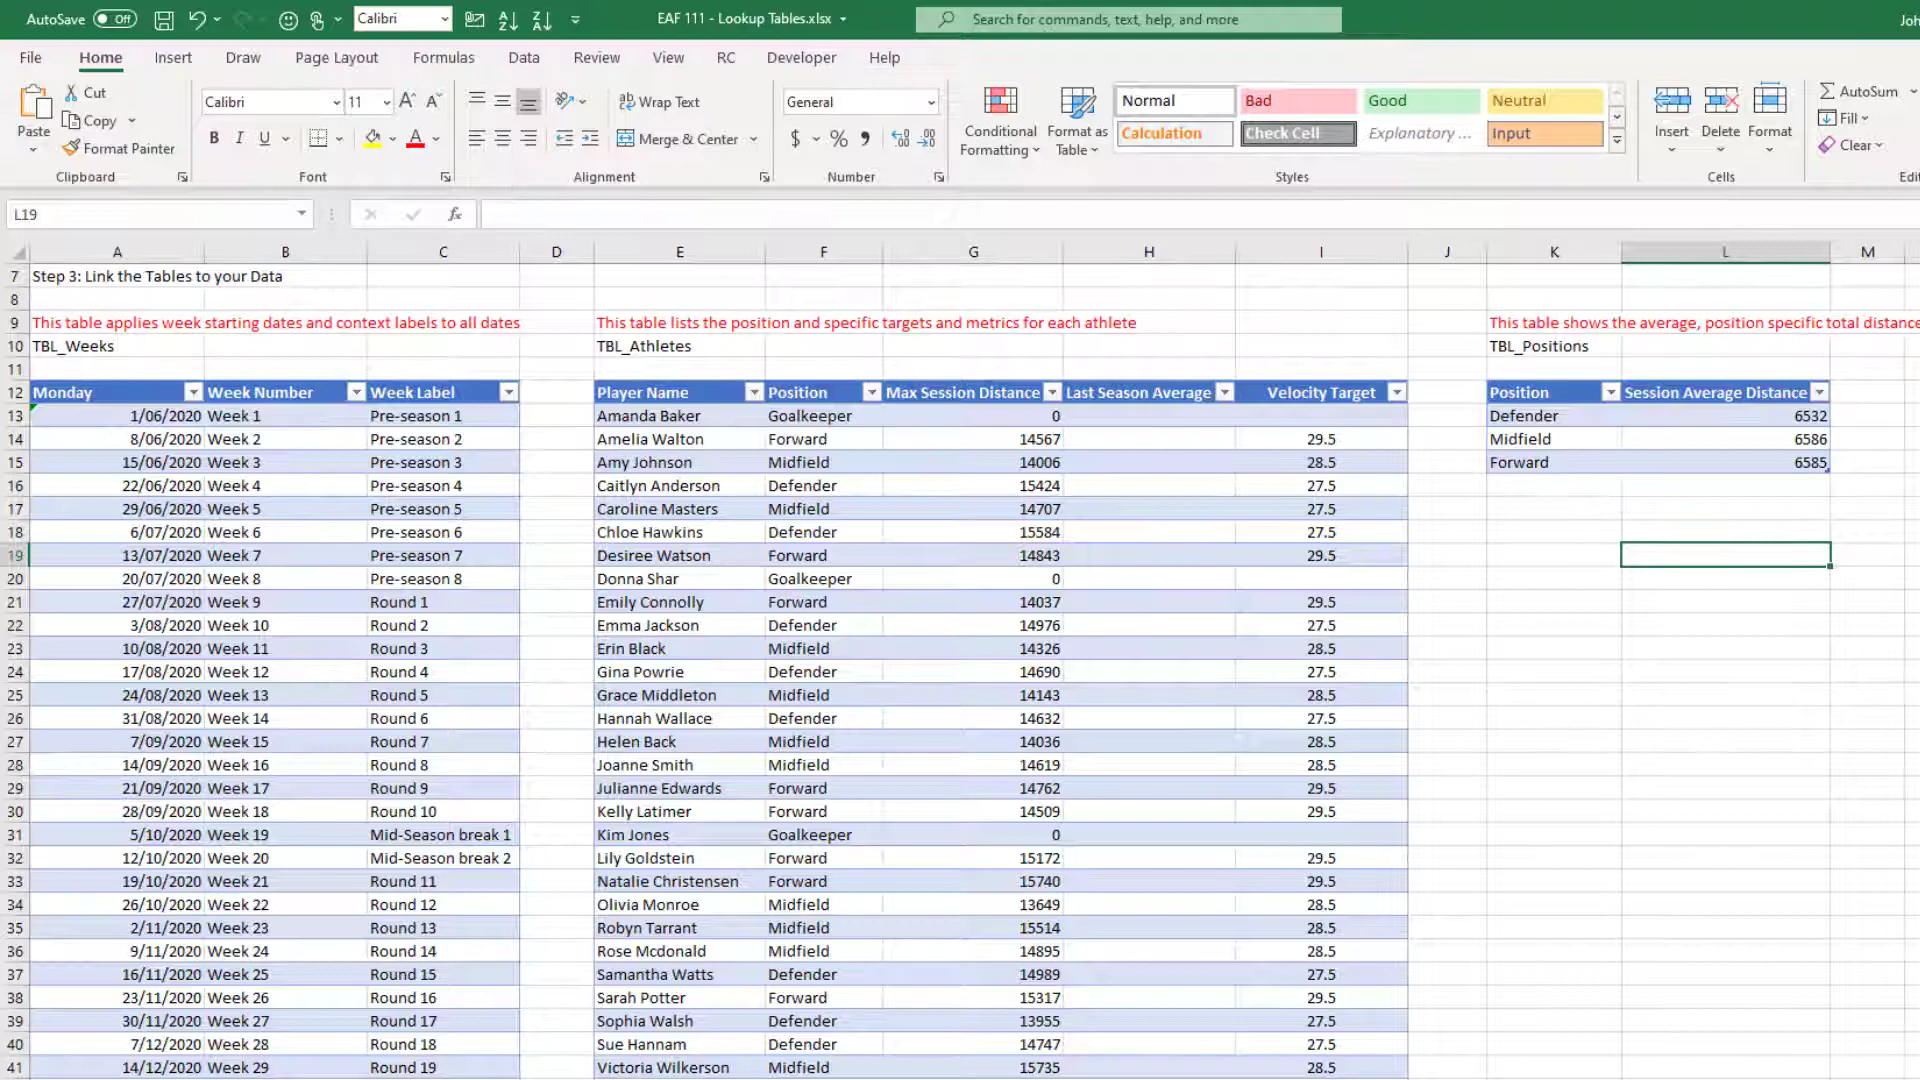 AutoSave Off Calibri EAF 111 - Lookup Tables.xlsx Search for commands, text, help, and more
File Home Insert Draw Page Layout Formulas Data Review View RC Developer Help
Paste Cut Copy Format Painter
Calibri 11 B I U A
Wrap Text Merge & Center
General $ %
Conditional Formatting Format as Table
Normal Bad Good Neutral
Calculation Check Cell Explanatory ... Input
Insert Delete Format
AutoSum Fill Clear
Clipboard Font Alignment Number Styles Cells
L19 fx
A B C D E F G H I J K L M
7 Step 3: Link the Tables to your Data
8
9 This table applies week starting dates and context labels to all dates This table lists the position and specific targets and metrics for each athlete This table shows the average, position specific total distance
10 TBL_Weeks TBL_Athletes TBL_Positions
11
12 Monday Week Number Week Label Player Name Position Max Session Distance Last Season Average Velocity Target Position Session Average Distance
13 1/06/2020 Week 1 Pre-season 1 Amanda Baker Goalkeeper 0 Defender 6532
14 8/06/2020 Week 2 Pre-season 2 Amelia Walton Forward 14567 29.5 Midfield 6586
15 15/06/2020 Week 3 Pre-season 3 Amy Johnson Midfield 14006 28.5 Forward 6585
16 22/06/2020 Week 4 Pre-season 4 Caitlyn Anderson Defender 15424 27.5
17 29/06/2020 Week 5 Pre-season 5 Caroline Masters Midfield 14707 27.5
18 6/07/2020 Week 6 Pre-season 6 Chloe Hawkins Defender 15584 27.5
19 13/07/2020 Week 7 Pre-season 7 Desiree Watson Forward 14843 29.5
20 20/07/2020 Week 8 Pre-season 8 Donna Shar Goalkeeper 0
21 27/07/2020 Week 9 Round 1 Emily Connolly Forward 14037 29.5
22 3/08/2020 Week 10 Round 2 Emma Jackson Defender 14976 27.5
23 10/08/2020 Week 11 Round 3 Erin Black Midfield 14326 28.5
24 17/08/2020 Week 12 Round 4 Gina Powrie Defender 14690 27.5
25 24/08/2020 Week 13 Round 5 Grace Middleton Midfield 14143 28.5
26 31/08/2020 Week 14 Round 6 Hannah Wallace Defender 14632 27.5
27 7/09/2020 Week 15 Round 7 Helen Back Midfield 14036 28.5
28 14/09/2020 Week 16 Round 8 Joanne Smith Midfield 14619 28.5
29 21/09/2020 Week 17 Round 9 Julianne Edwards Forward 14762 29.5
30 28/09/2020 Week 18 Round 10 Kelly Latimer Forward 14509 29.5
31 5/10/2020 Week 19 Mid-Season break 1 Kim Jones Goalkeeper 0
32 12/10/2020 Week 20 Mid-Season break 2 Lily Goldstein Forward 15172 29.5
33 19/10/2020 Week 21 Round 11 Natalie Christensen Forward 15740 29.5
34 26/10/2020 Week 22 Round 12 Olivia Monroe Midfield 13649 28.5
35 2/11/2020 Week 23 Round 13 Robyn Tarrant Midfield 15514 28.5
36 9/11/2020 Week 24 Round 14 Rose Mcdonald Midfield 14895 28.5
37 16/11/2020 Week 25 Round 15 Samantha Watts Defender 14989 27.5
38 23/11/2020 Week 26 Round 16 Sarah Potter Forward 15317 29.5
39 30/11/2020 Week 27 Round 17 Sophia Walsh Defender 13955 27.5
40 7/12/2020 Week 28 Round 18 Sue Hannam Defender 14747 27.5
41 14/12/2020 Week 29 Round 19 Victoria Wilkerson Midfield 15735 28.5